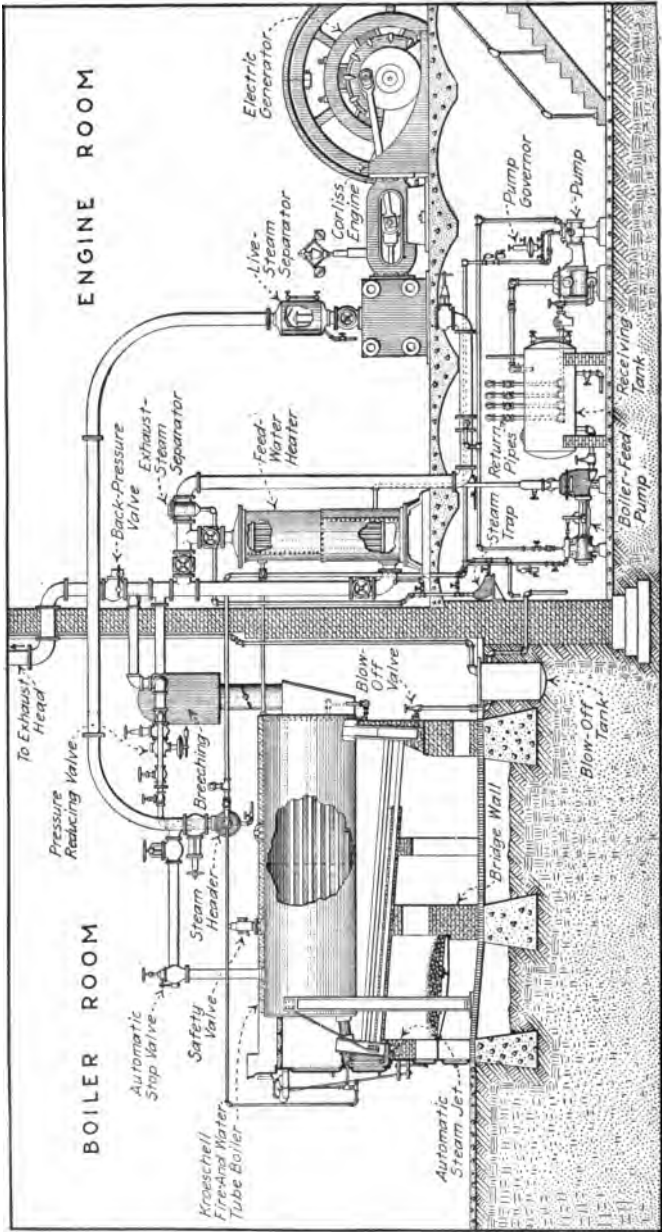 BOILER ROOM
ENGINE ROOM
To Exhaust
Head
Back-Pressure
Valve
Exhaust-
Steam
Separator
Live-
Steam
Separator
Electric
Generator
Pressure
Reducing Valve
Automatic
Stop Valve
Steam
Header
Breeching
Safety
Valve
Kroeschell
Fire-And Water
Tube Boiler
Feed-
Water
Heater
Corliss
Engine
Blow-
Off
Valve
Steam
Trap
Return
Pipes
Pump
Governor
Pump
Automatic
Steam Jet
Bridge Wall
Blow-Off
Tank
Boiler-Feed
Pump
Receiving
Tank